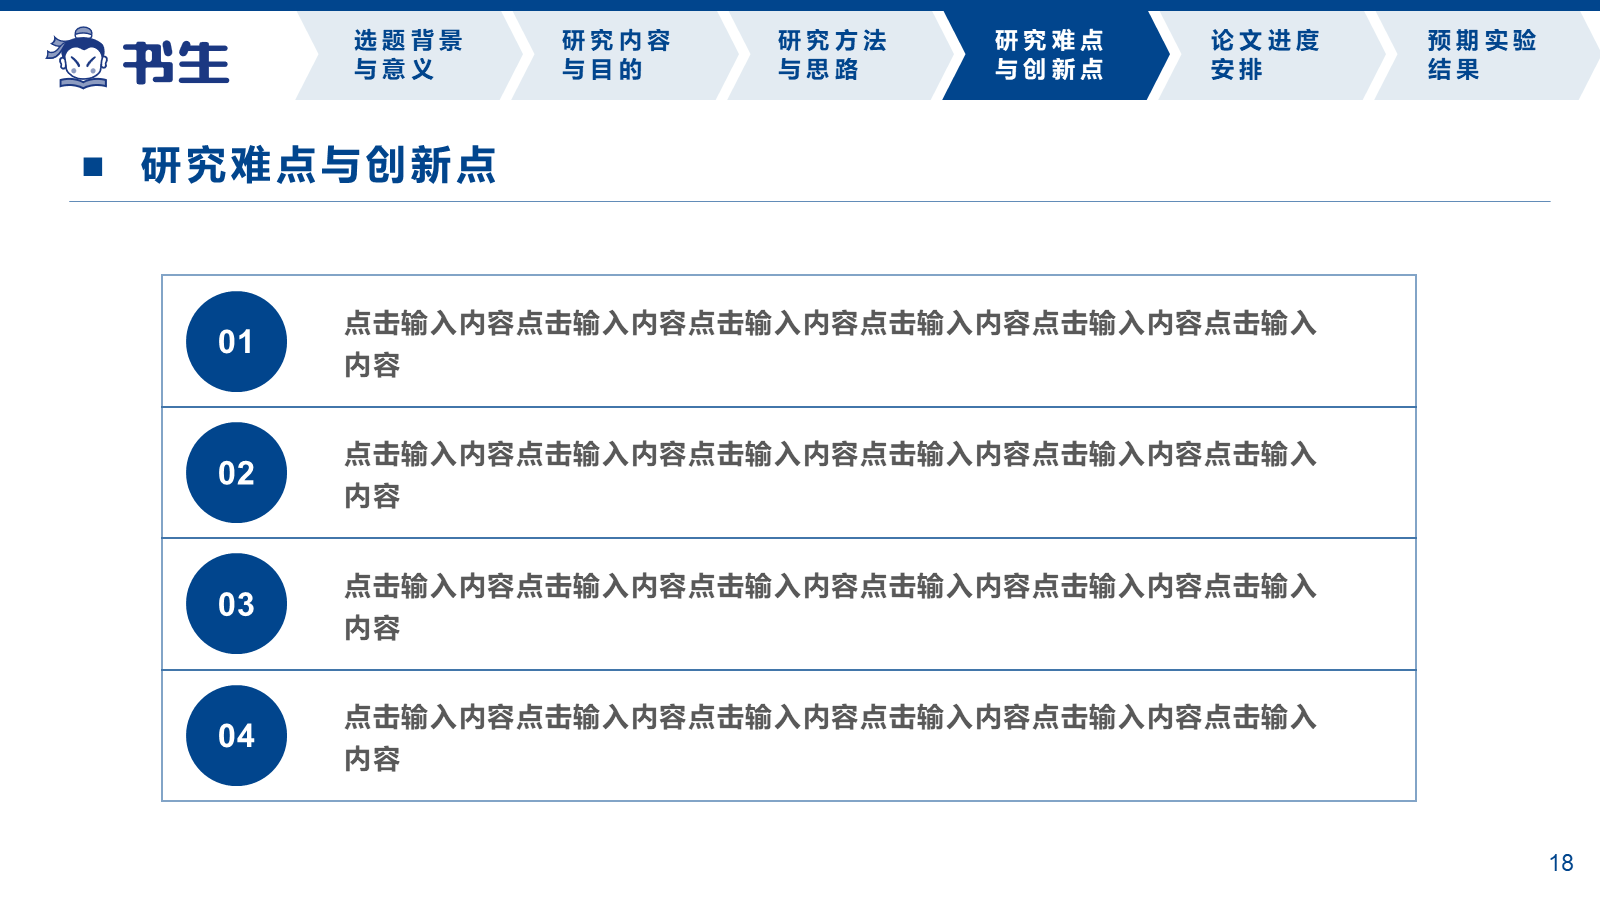 书生
选题背景
与意义
研究内容
与目的
研究方法
与思路
研究难点
与创新点
论文进度
安排
预期实验
结果
■ 研究难点与创新点
01
点击输入内容点击输入内容点击输入内容点击输入内容点击输入内容点击输入
内容
02
点击输入内容点击输入内容点击输入内容点击输入内容点击输入内容点击输入
内容
03
点击输入内容点击输入内容点击输入内容点击输入内容点击输入内容点击输入
内容
04
点击输入内容点击输入内容点击输入内容点击输入内容点击输入内容点击输入
内容
18